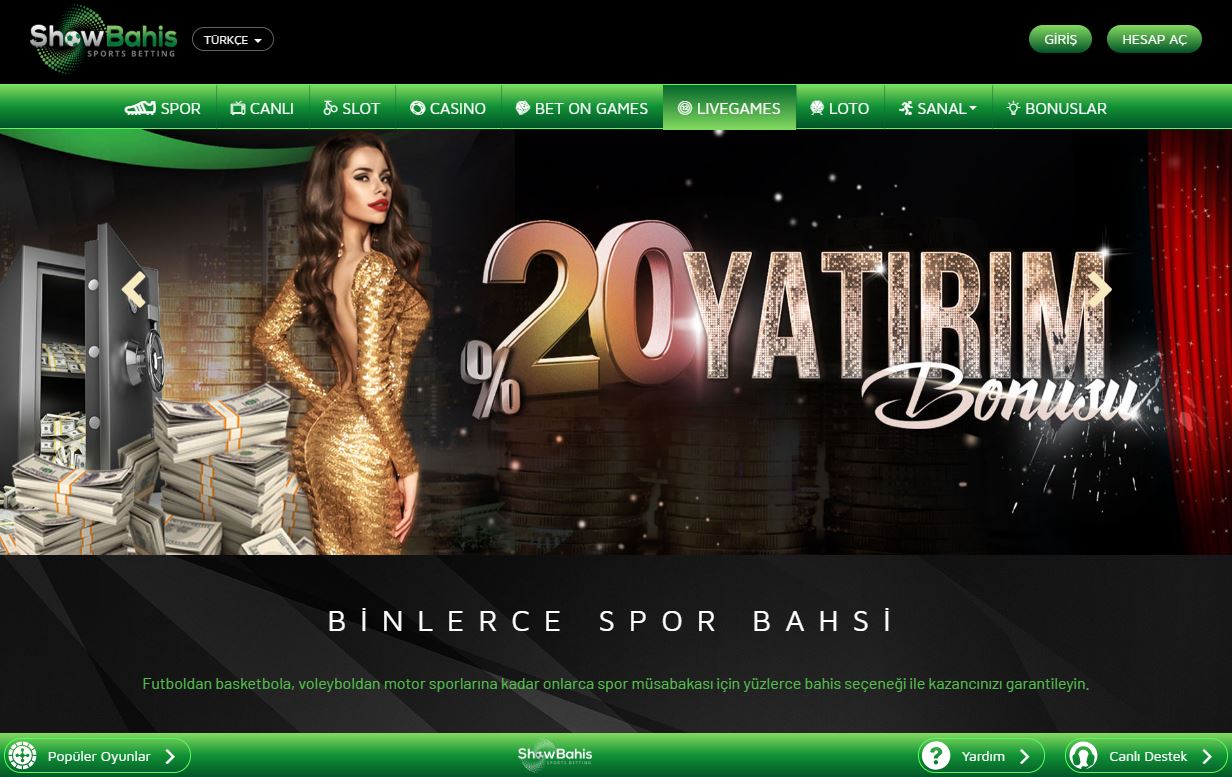 ShowBahis
SPORTS BETTING
TÜRKÇE
GİRİŞ
HESAP AÇ
SPOR
CANLI
SLOT
CASINO
BET ON GAMES
LIVEGAMES
LOTO
SANAL
BONUSLAR
%20 YATIRIM
Bonusu
BİNLERCE SPOR BAHSİ
Futboldan basketbola, voleyboldan motor sporlarına kadar onlarca spor müsabakası için yüzlerce bahis seçeneği ile kazancınızı garantileyin.
Popüler Oyunlar
ShowBahis
SPORTS BETTING
Yardım
Canlı Destek